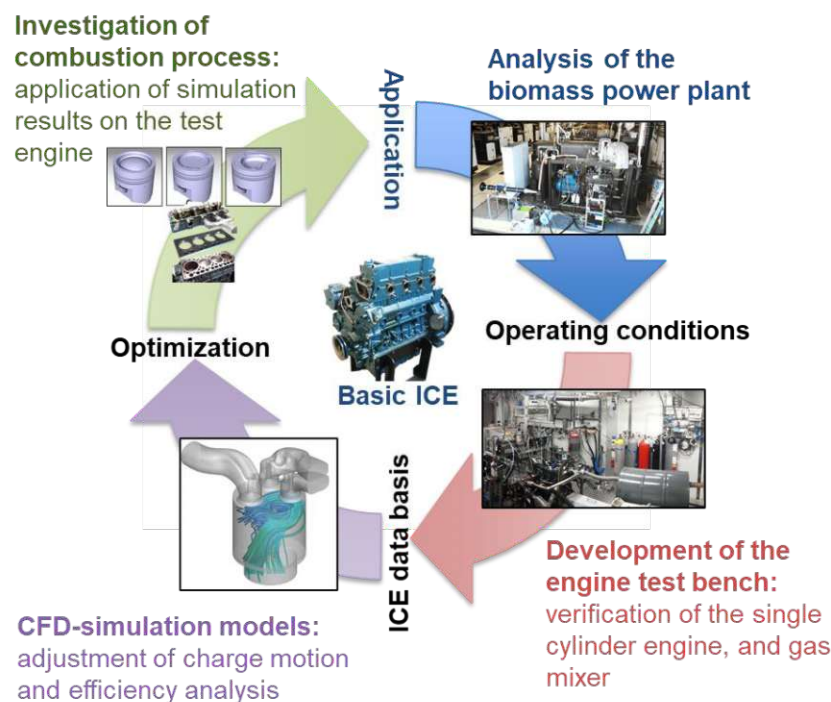 Investigation of
combustion process:
application of simulation
results on the test
engine
Application
Analysis of the
biomass power plant
Operating conditions
Optimization
Basic ICE
ICE data basis
Development of the
engine test bench:
verification of the single
cylinder engine, and gas
mixer
CFD-simulation models:
adjustment of charge motion
and efficiency analysis